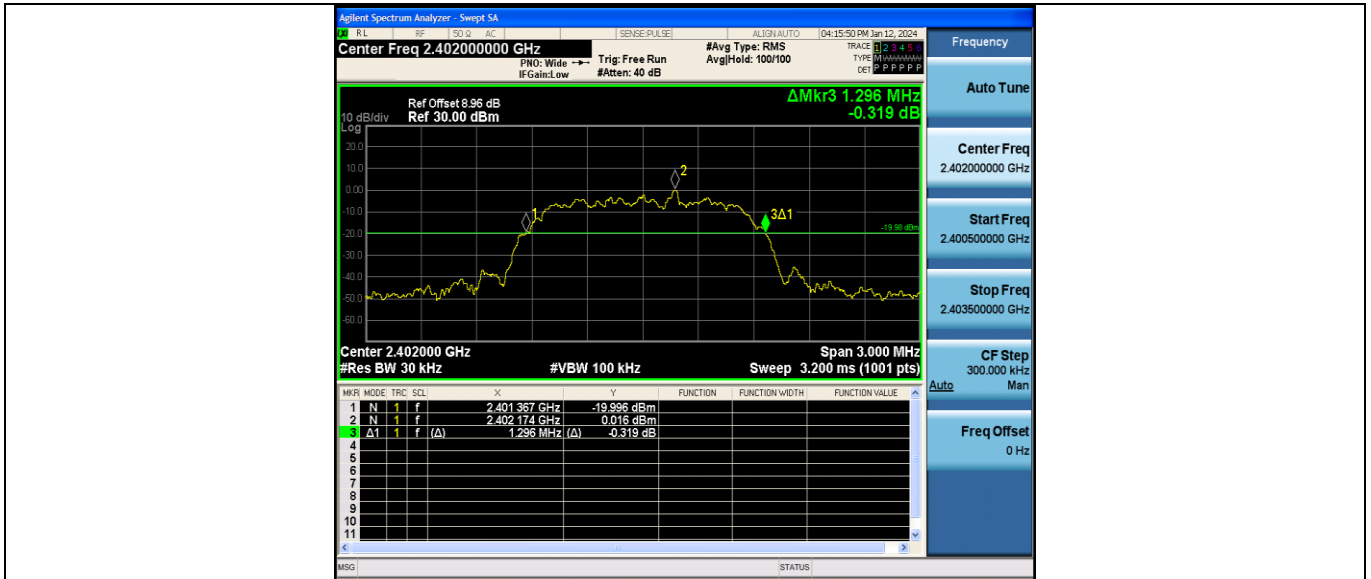 Agilent Spectrum Analyzer - Swept SA
LXI RL RF 50 Ω AC SENSE:PULSE ALIGN AUTO 04:15:50 PM Jan 12, 2024
Center Freq 2.402000000 GHz
#Avg Type: RMS
TRACE 1 2 3 4 5 6
PNO: Wide
Trig: Free Run
Avg|Hold: 100/100
TYPE M WWWWW
IFGain:Low
#Atten: 40 dB
DET P P P P P P
ΔMkr3 1.296 MHz
-0.319 dB
Ref Offset 8.96 dB
10 dB/div Ref 30.00 dBm
Log
20.0
10.0
0.00
-10.0
-20.0
-30.0
-40.0
-50.0
-60.0
1
2
3Δ1
-19.98 dBm
Center 2.402000 GHz Span 3.000 MHz
#Res BW 30 kHz #VBW 100 kHz Sweep 3.200 ms (1001 pts)
MKR MODE TRC SCL X Y FUNCTION FUNCTION WIDTH FUNCTION VALUE
1 N 1 f 2.401 367 GHz -19.996 dBm
2 N 1 f 2.402 174 GHz 0.016 dBm
3 Δ1 1 f (Δ) 1.296 MHz (Δ) -0.319 dB
4
5
6
7
8
9
10
11
MSG STATUS
Frequency
Auto Tune
Center Freq
2.402000000 GHz
Start Freq
2.400500000 GHz
Stop Freq
2.403500000 GHz
CF Step
300.000 kHz
Auto Man
Freq Offset
0 Hz